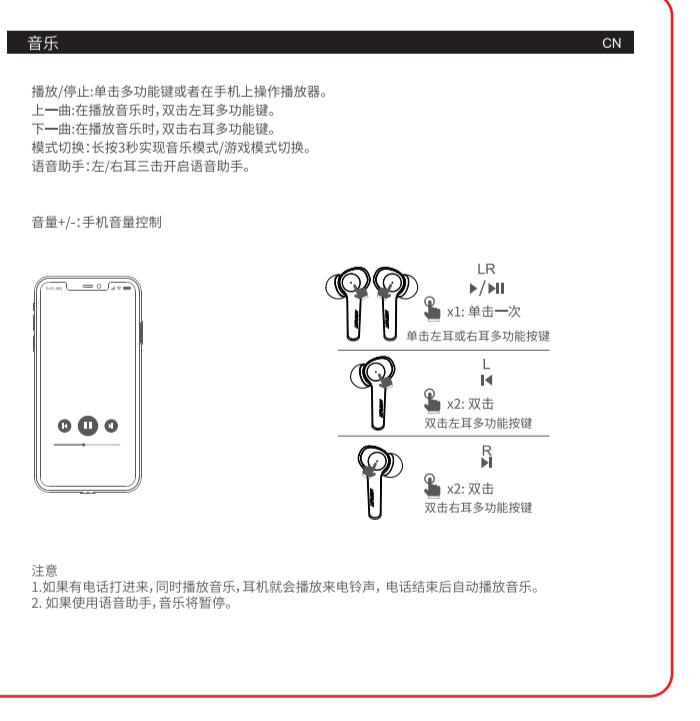 音乐
CN
播放/停止:单击多功能键或者在手机上操作播放器。
上一曲:在播放音乐时,双击左耳多功能键。
下一曲:在播放音乐时,双击右耳多功能键。
模式切换:长按3秒实现音乐模式/游戏模式切换。
语音助手:左/右耳三击开启语音助手。
音量+/-:手机音量控制
9:41 AM
LR
x1: 单击一次
单击左耳或右耳多功能按键
L
x2: 双击
双击左耳多功能按键
R
x2: 双击
双击右耳多功能按键
注意
1.如果有电话打进来,同时播放音乐,耳机就会播放来电铃声, 电话结束后自动播放音乐。
2. 如果使用语音助手,音乐将暂停。